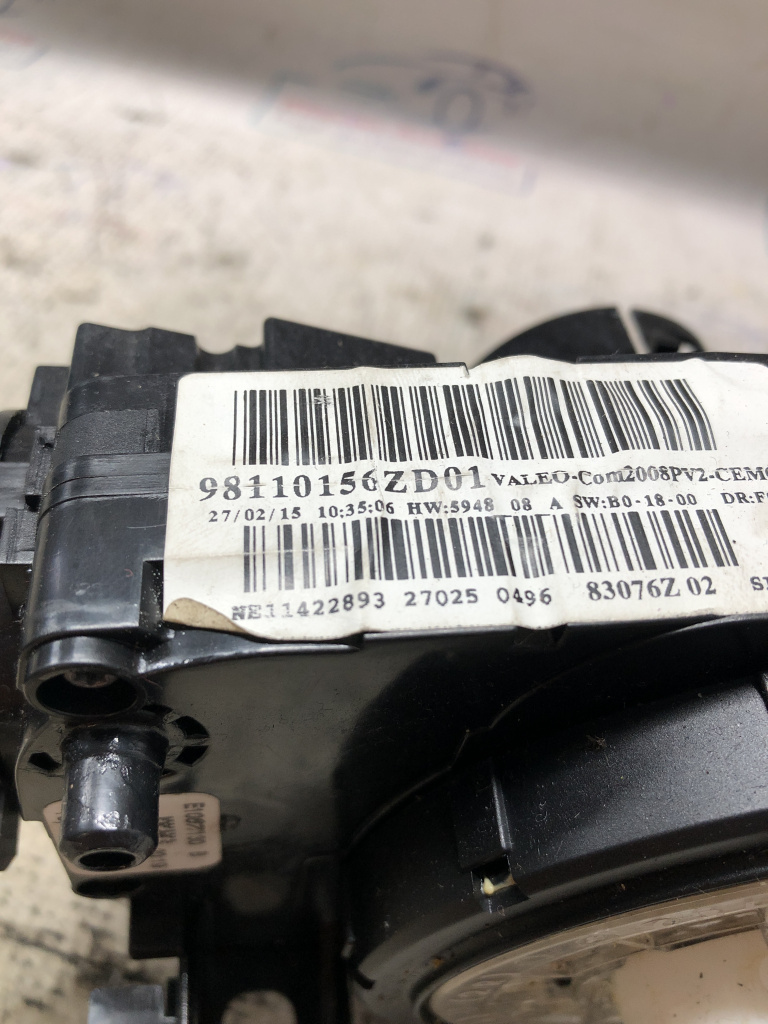 98110156ZD01 VALEO-Com2008PV2-CEM
27/02/15 10:35:06 HW:5948 08 A SW:B0-18-00 DR:F
NE11422893 27025 0496 83076Z 02